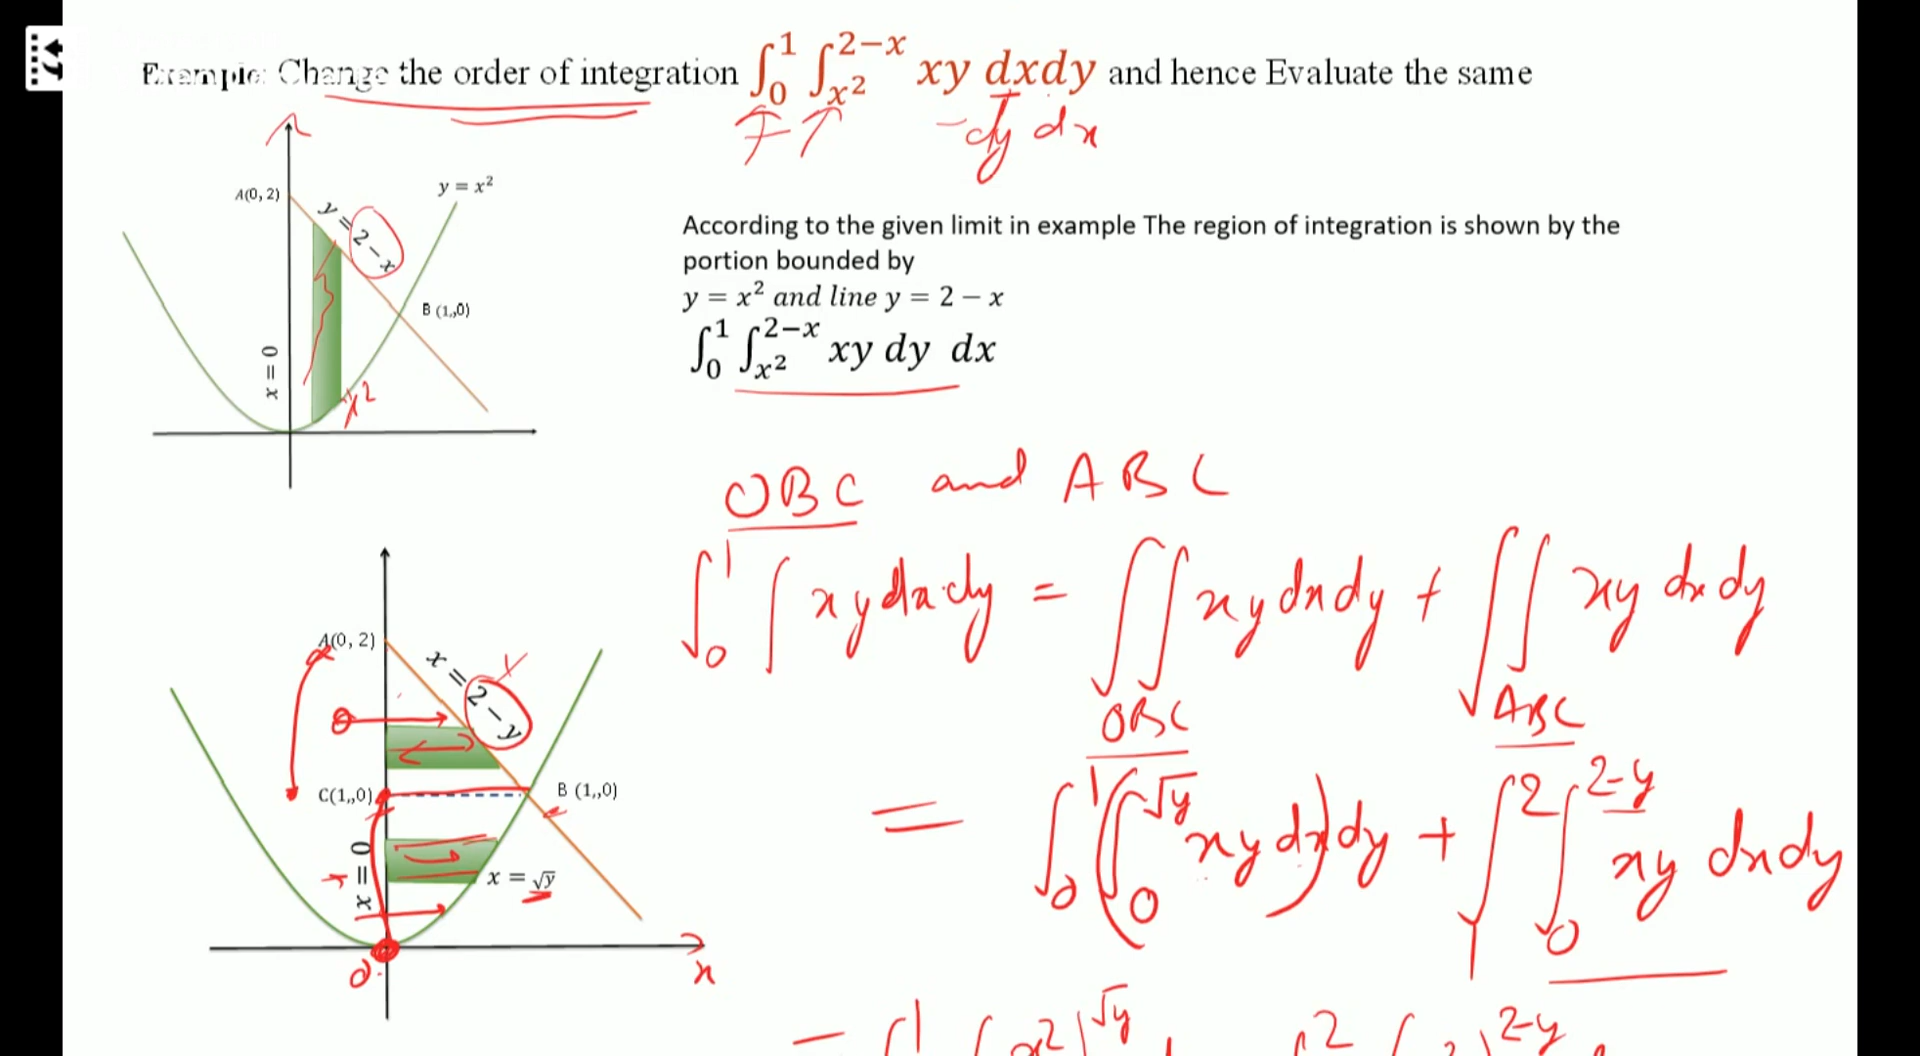 Example: Change the order of integration ∫₀¹ ∫ₓ²^(2−x) xy dxdy and hence Evaluate the same
dy dx
A(0, 2)
y = x²
y = 2 − x
B (1,,0)
x = 0
x²
According to the given limit in example The region of integration is shown by the
portion bounded by
y = x² and line y = 2 − x
∫₀¹ ∫ₓ²^(2−x) xy dy dx
OBC and ABC
∫₀¹ ∫ xy dx dy = ∬ xy dx dy + ∬ xy dx dy
OBC ABC
= ∫₀¹ (∫₀^√y xy dx) dy + ∫₁² ∫₀^(2-y) xy dx dy
A(0, 2)
x = 2 − y
C(1,,0)
B (1,,0)
x = 0
x = √y
x